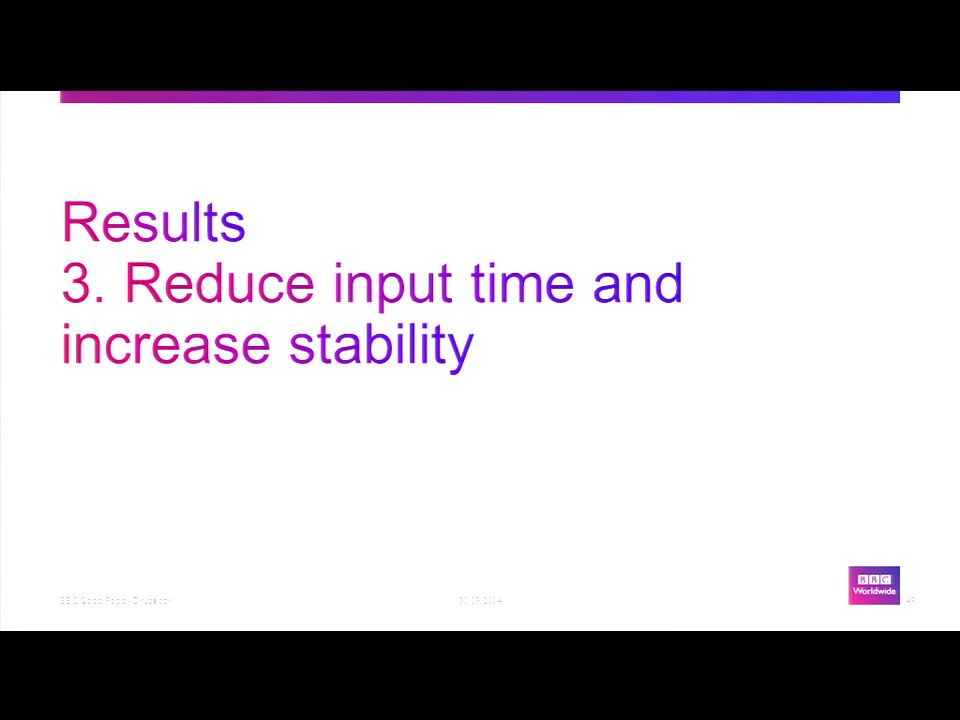 Results
3. Reduce input time and
increase stability
BBC
Worldwide